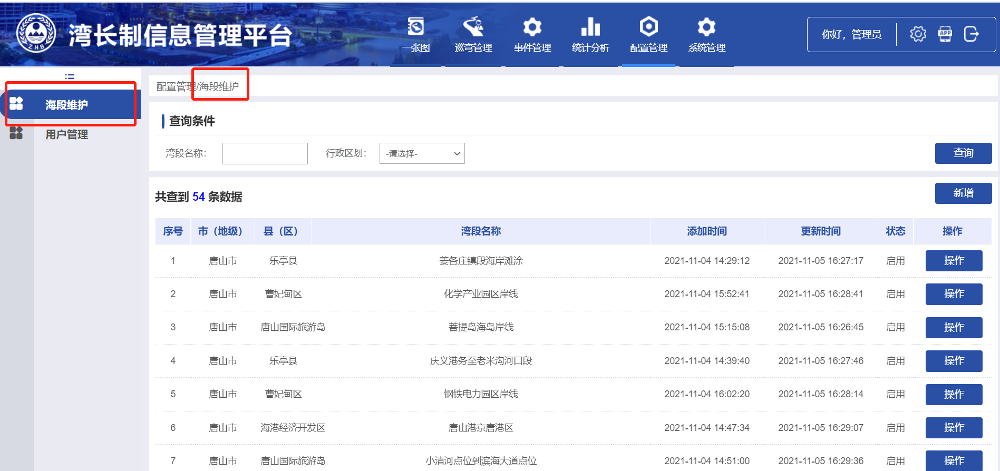 湾长制信息管理平台
ZHB
一张图
巡弯管理
事件管理
统计分析
配置管理
系统管理
你好，管理员
APP
海段维护
用户管理
配置管理/海段维护
查询条件
湾段名称：
行政区划：
-请选择-
查询
共查到 54 条数据
新增
序号 市（地级） 县（区） 湾段名称 添加时间 更新时间 状态 操作
1 唐山市 乐亭县 姜各庄镇段海岸滩涂 2021-11-04 14:29:12 2021-11-05 16:27:17 启用 操作
2 唐山市 曹妃甸区 化学产业园区岸线 2021-11-04 15:52:41 2021-11-05 16:28:41 启用 操作
3 唐山市 唐山国际旅游岛 菩提岛海岛岸线 2021-11-04 15:15:08 2021-11-05 16:26:45 启用 操作
4 唐山市 乐亭县 庆义港务至老米沟河口段 2021-11-04 14:39:40 2021-11-05 16:27:46 启用 操作
5 唐山市 曹妃甸区 钢铁电力园区岸线 2021-11-04 16:02:20 2021-11-05 16:28:14 启用 操作
6 唐山市 海港经济开发区 唐山港京唐港区 2021-11-04 14:47:34 2021-11-05 16:29:07 启用 操作
7 唐山市 唐山国际旅游岛 小清河点位到滨海大道点位 2021-11-04 14:51:00 2021-11-05 16:29:36 启用 操作